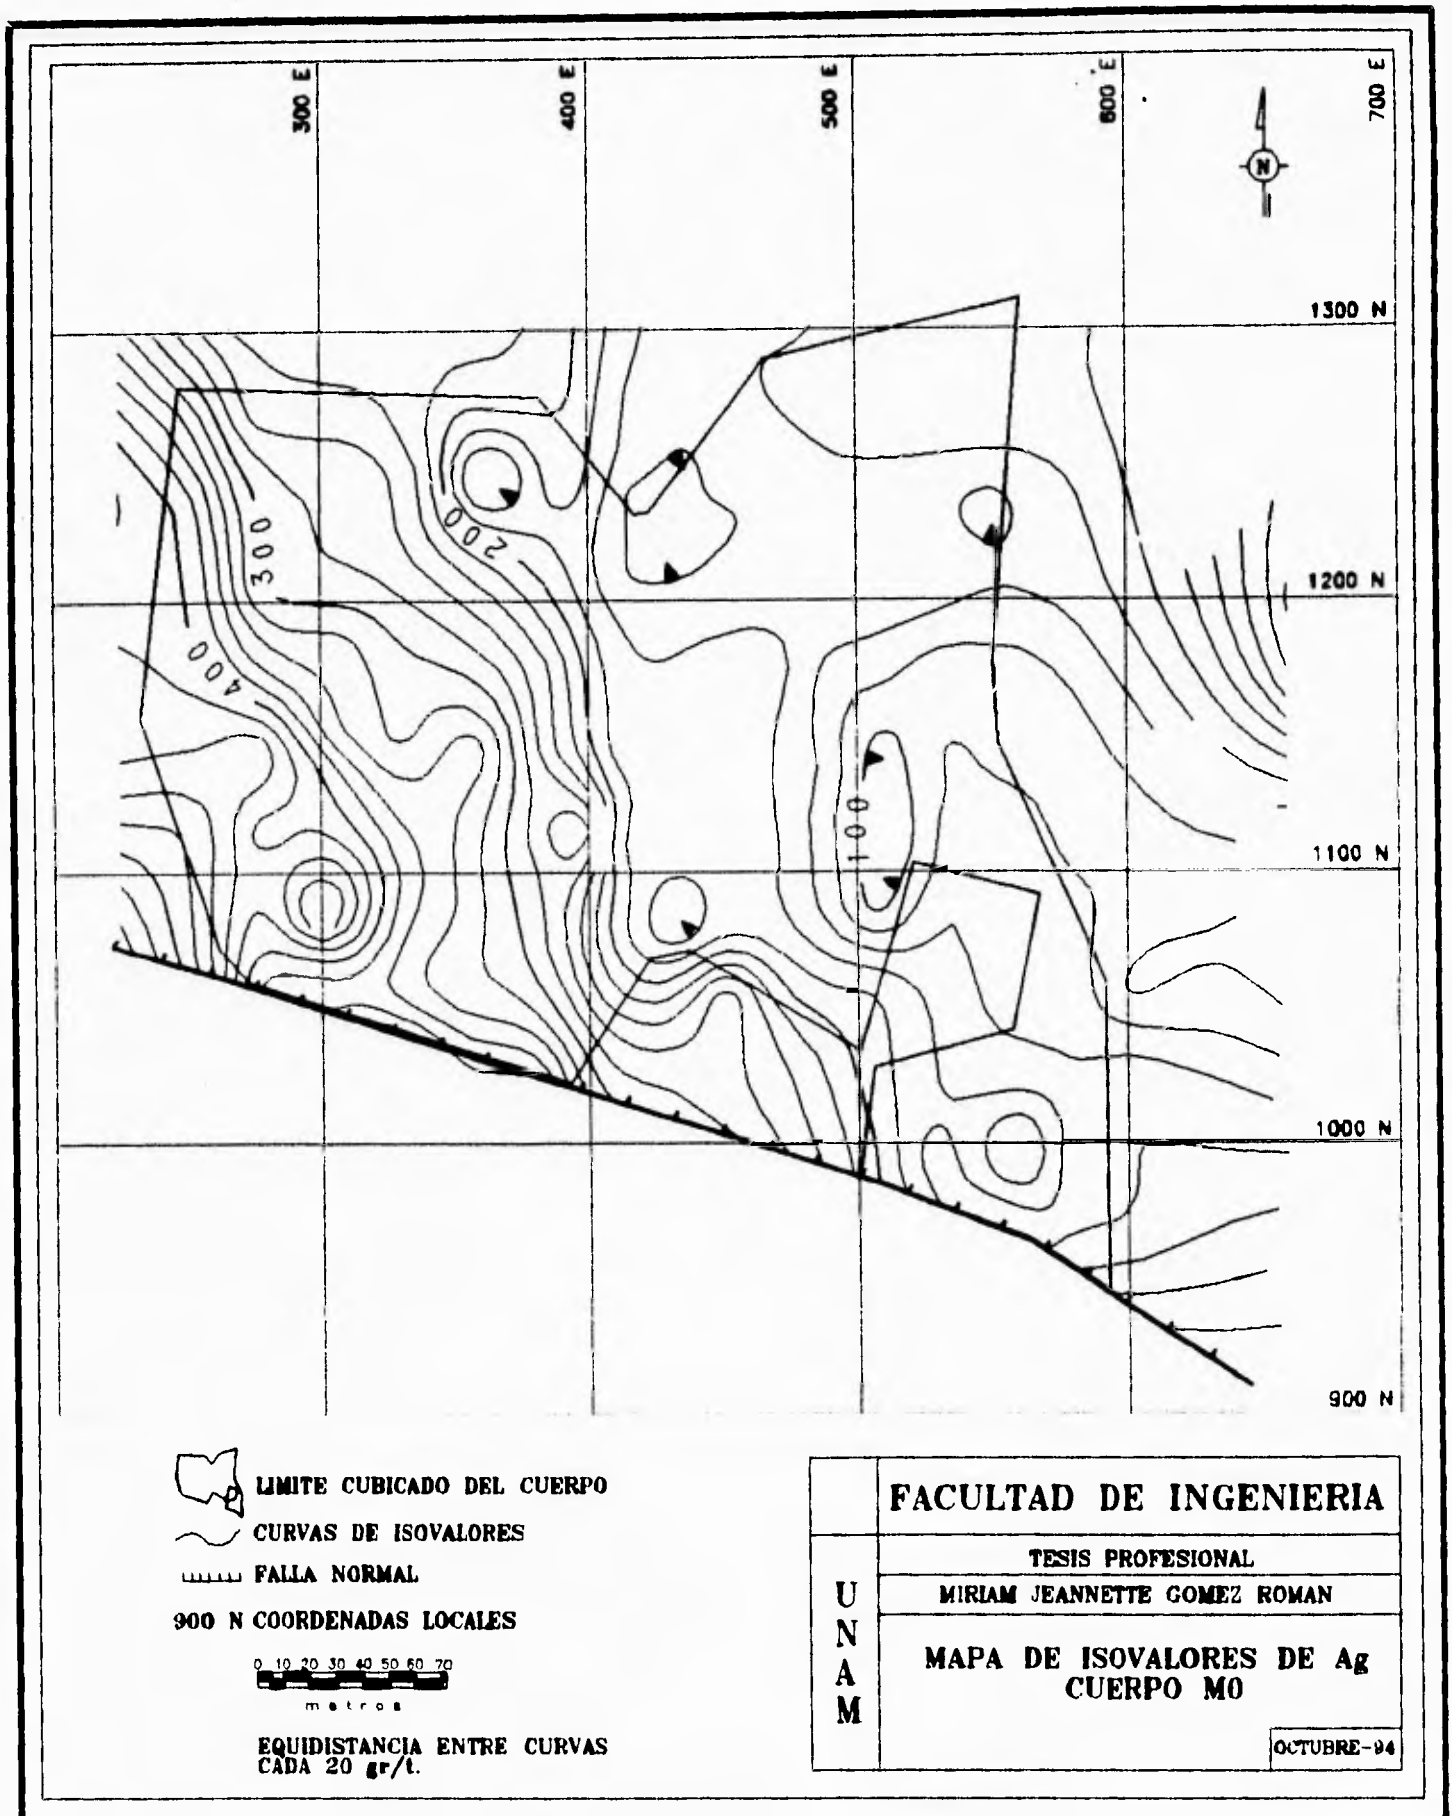 300 E
400 E
500 E
600 E
700 E
N
1300 N
1200 N
1100 N
1000 N
900 N
300
200
400
100
LIMITE CUBICADO DEL CUERPO
CURVAS DE ISOVALORES
FALLA NORMAL
900 N COORDENADAS LOCALES
0 10 20 30 40 50 60 70
metros
EQUIDISTANCIA ENTRE CURVAS
CADA 20 gr/t.
UNAM
FACULTAD DE INGENIERIA
TESIS PROFESIONAL
MIRIAM JEANNETTE GOMEZ ROMAN
MAPA DE ISOVALORES DE Ag
CUERPO M0
OCTUBRE-94